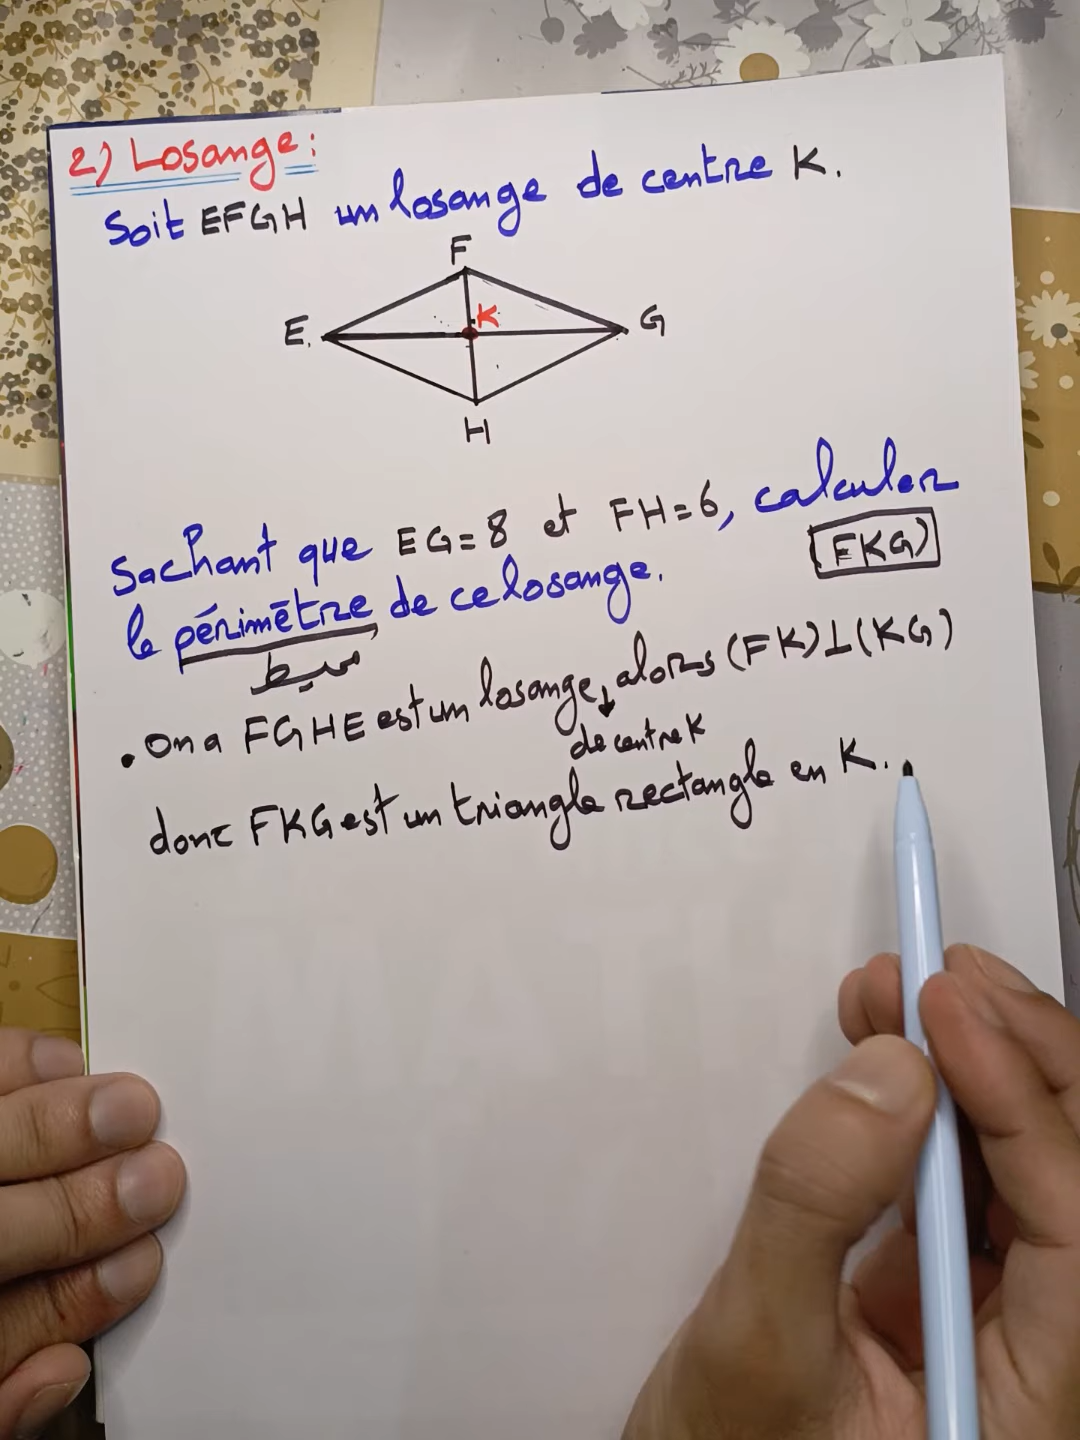 2) Losange:
Soit EFGH un losange de centre K.
F
K
E
G
H
Sachant que EG=8 et FH=6, calculer
le périmètre de ce losange.
FKG)
محيط
. On a FGHE est un losange, alors (FK)⊥(KG)
de centre K
donc FKG est un triangle rectangle en K.